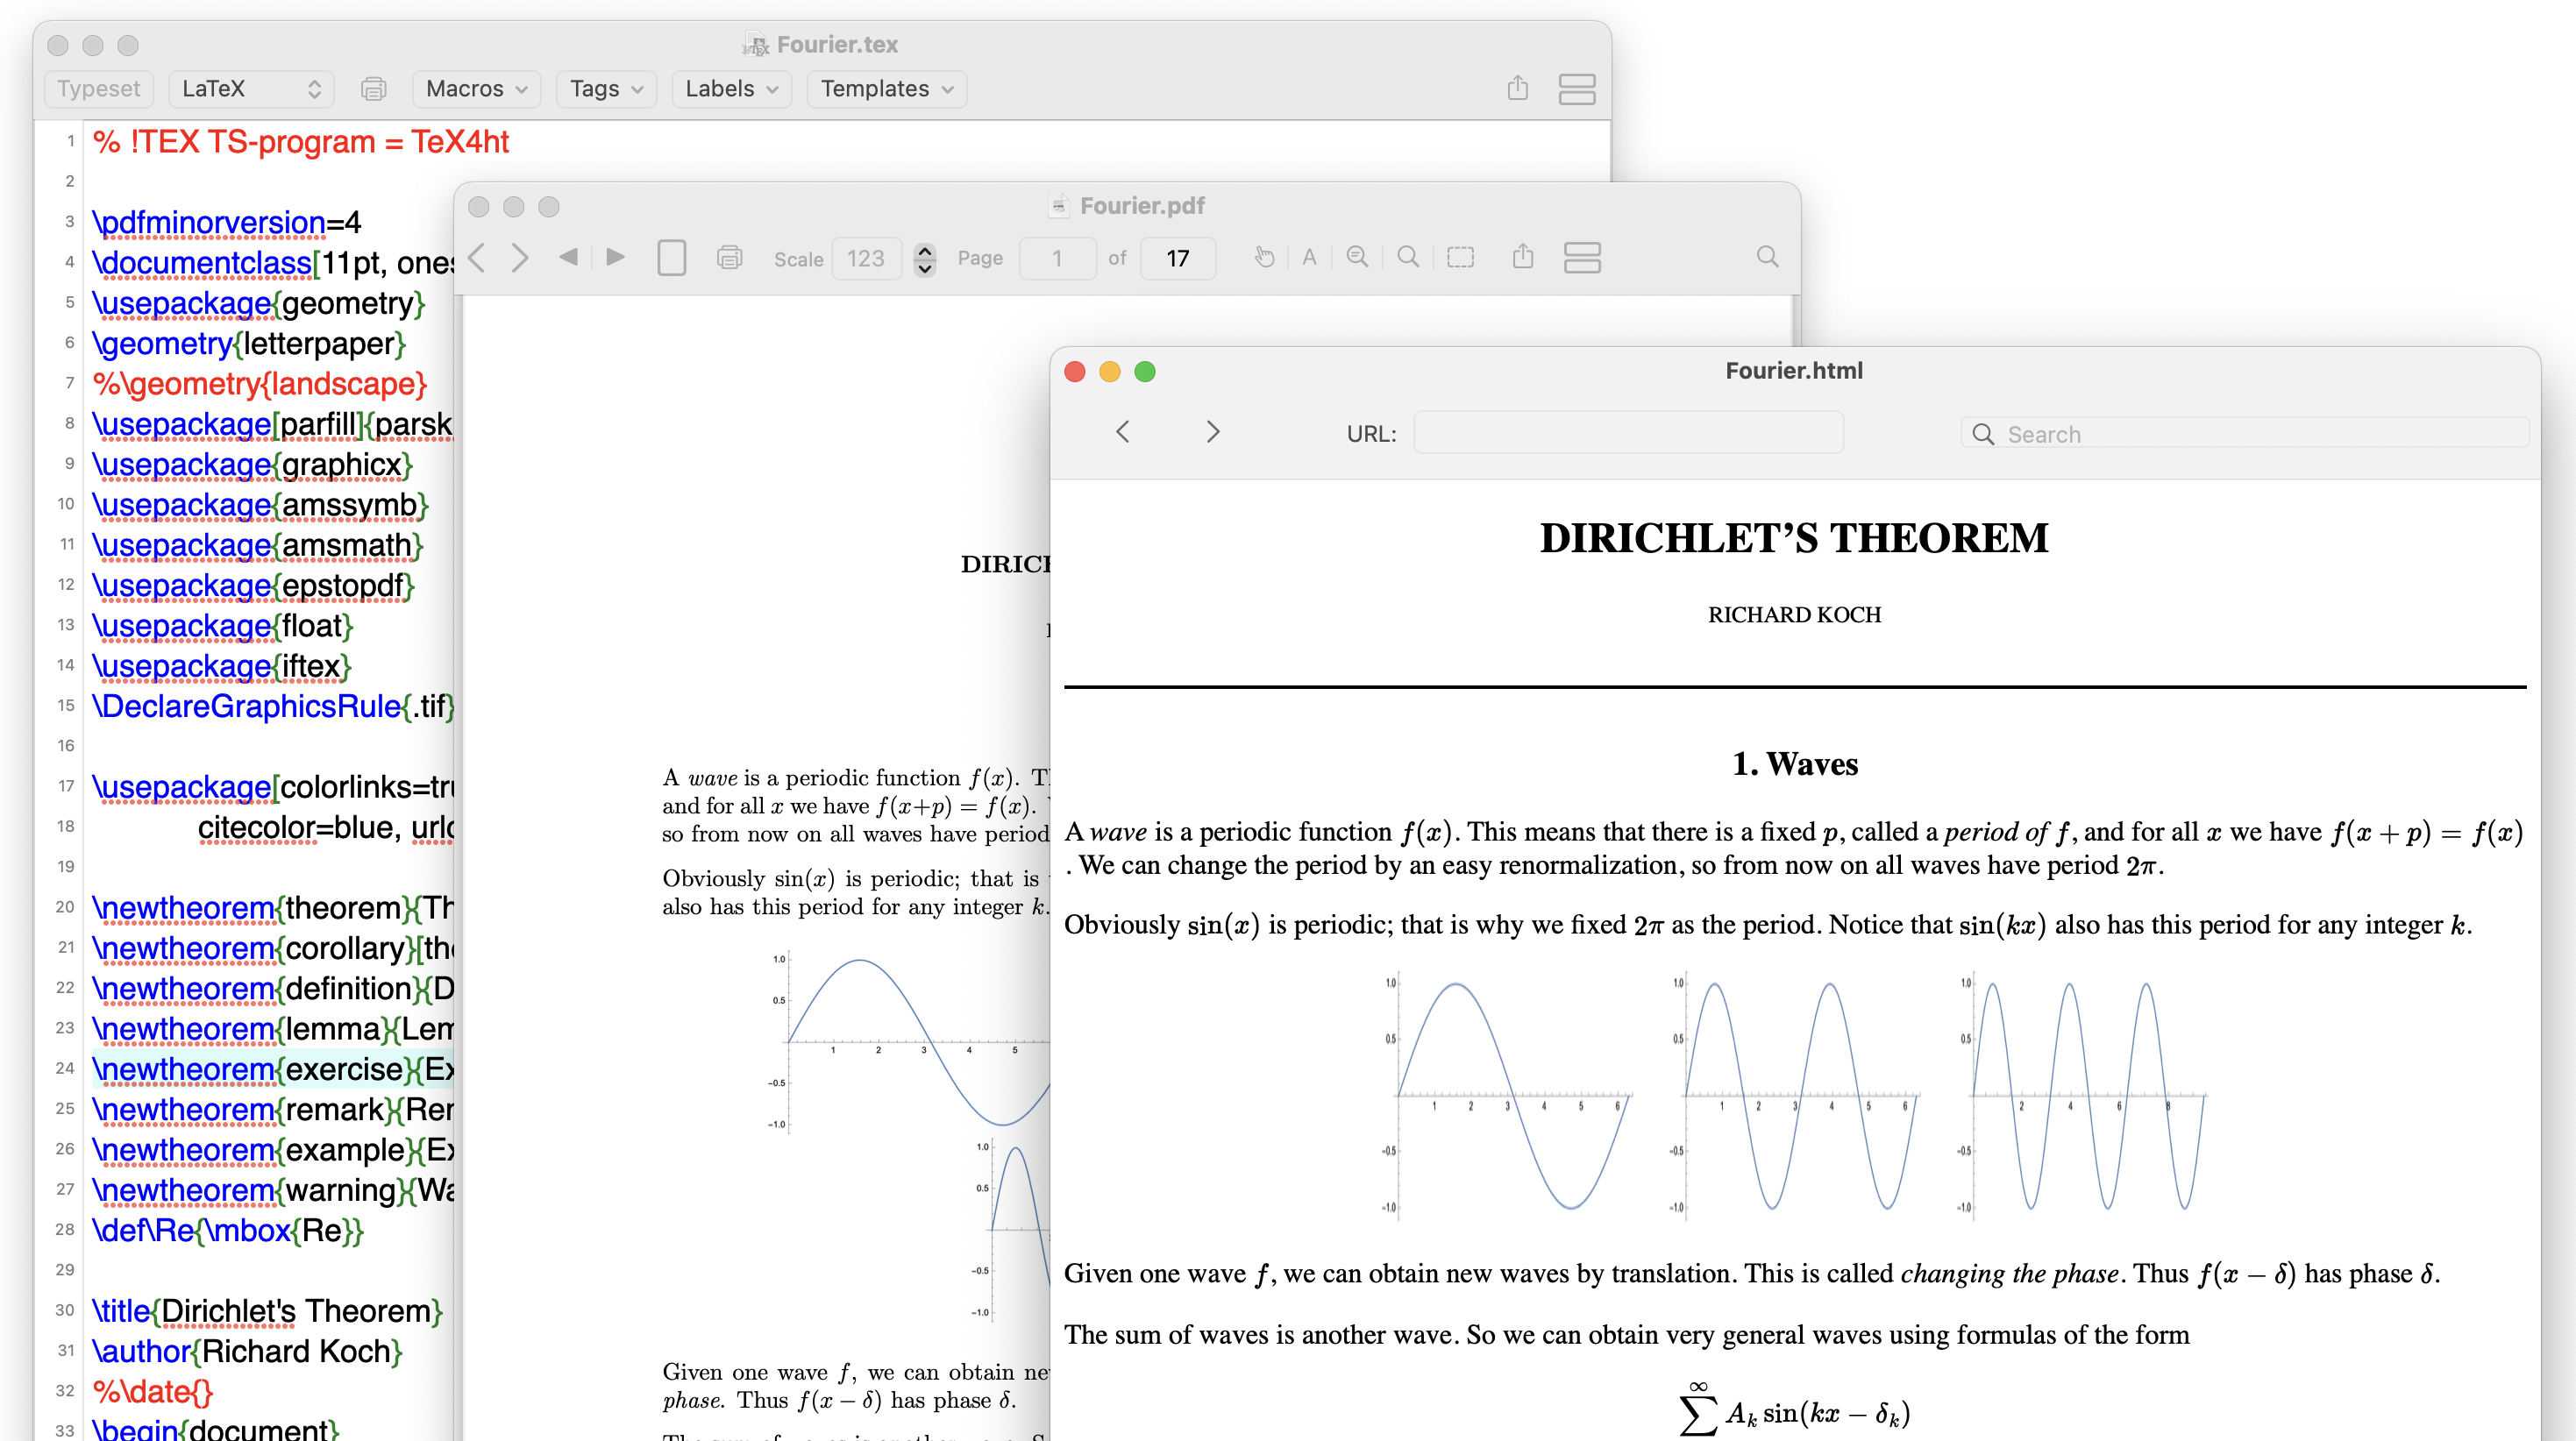 Fourier.tex
Typeset LaTeX Macros Tags Labels Templates
1 % !TEX TS-program = TeX4ht
2
3 \pdfminorversion=4
4 \documentclass[11pt,
5 \usepackage{geometry}
6 \geometry{letterpaper}
7 %\geometry{landscape}
8 \usepackage[parfill]{parsk
9 \usepackage{graphicx}
10 \usepackage{amssymb}
11 \usepackage{amsmath}
12 \usepackage{epstopdf}
13 \usepackage{float}
14 \usepackage{iftex}
15 \DeclareGraphicsRule{.tif}
16
17 \usepackage[colorlinks=tru
18 citecolor=blue, urlc
19
20 \newtheorem{theorem}{Th
21 \newtheorem{corollary}[the
22 \newtheorem{definition}{D
23 \newtheorem{lemma}{Lem
24 \newtheorem{exercise}{Ex
25 \newtheorem{remark}{Rer
26 \newtheorem{example}{Ex
27 \newtheorem{warning}{Wa
28 \def\Re{\mbox{Re}}
29
30 \title{Dirichlet's Theorem}
31 \author{Richard Koch}
32 %\date{}
33 \begin{document}
Fourier.pdf
Scale 123 Page 1 of 17 A
DIRICH
A wave is a periodic function f(x). Th
and for all x we have f(x+p) = f(x).
so from now on all waves have period
Obviously sin(x) is periodic; that is
also has this period for any integer k.
1.0
0.5
1 2 3 4 5
−0.5
−1.0
1.0
0.5
−0.5
−1.0
Given one wave f, we can obtain ne
phase. Thus f(x − δ) has phase δ.
Fourier.html
URL: Search
DIRICHLET’S THEOREM
RICHARD KOCH
1. Waves
A wave is a periodic function f(x). This means that there is a fixed p, called a period of f, and for all x we have f(x + p) = f(x)
. We can change the period by an easy renormalization, so from now on all waves have period 2π.
Obviously sin(x) is periodic; that is why we fixed 2π as the period. Notice that sin(kx) also has this period for any integer k.
1.0 1.0 1.0
0.5 0.5 0.5
1 2 3 4 5 6 1 2 3 4 5 6 2 4 6 8
-0.5 -0.5 -0.5
-1.0 -1.0 -1.0
Given one wave f, we can obtain new waves by translation. This is called changing the phase. Thus f(x − δ) has phase δ.
The sum of waves is another wave. So we can obtain very general waves using formulas of the form
∞
∑ Aₖ sin(kx − δₖ)